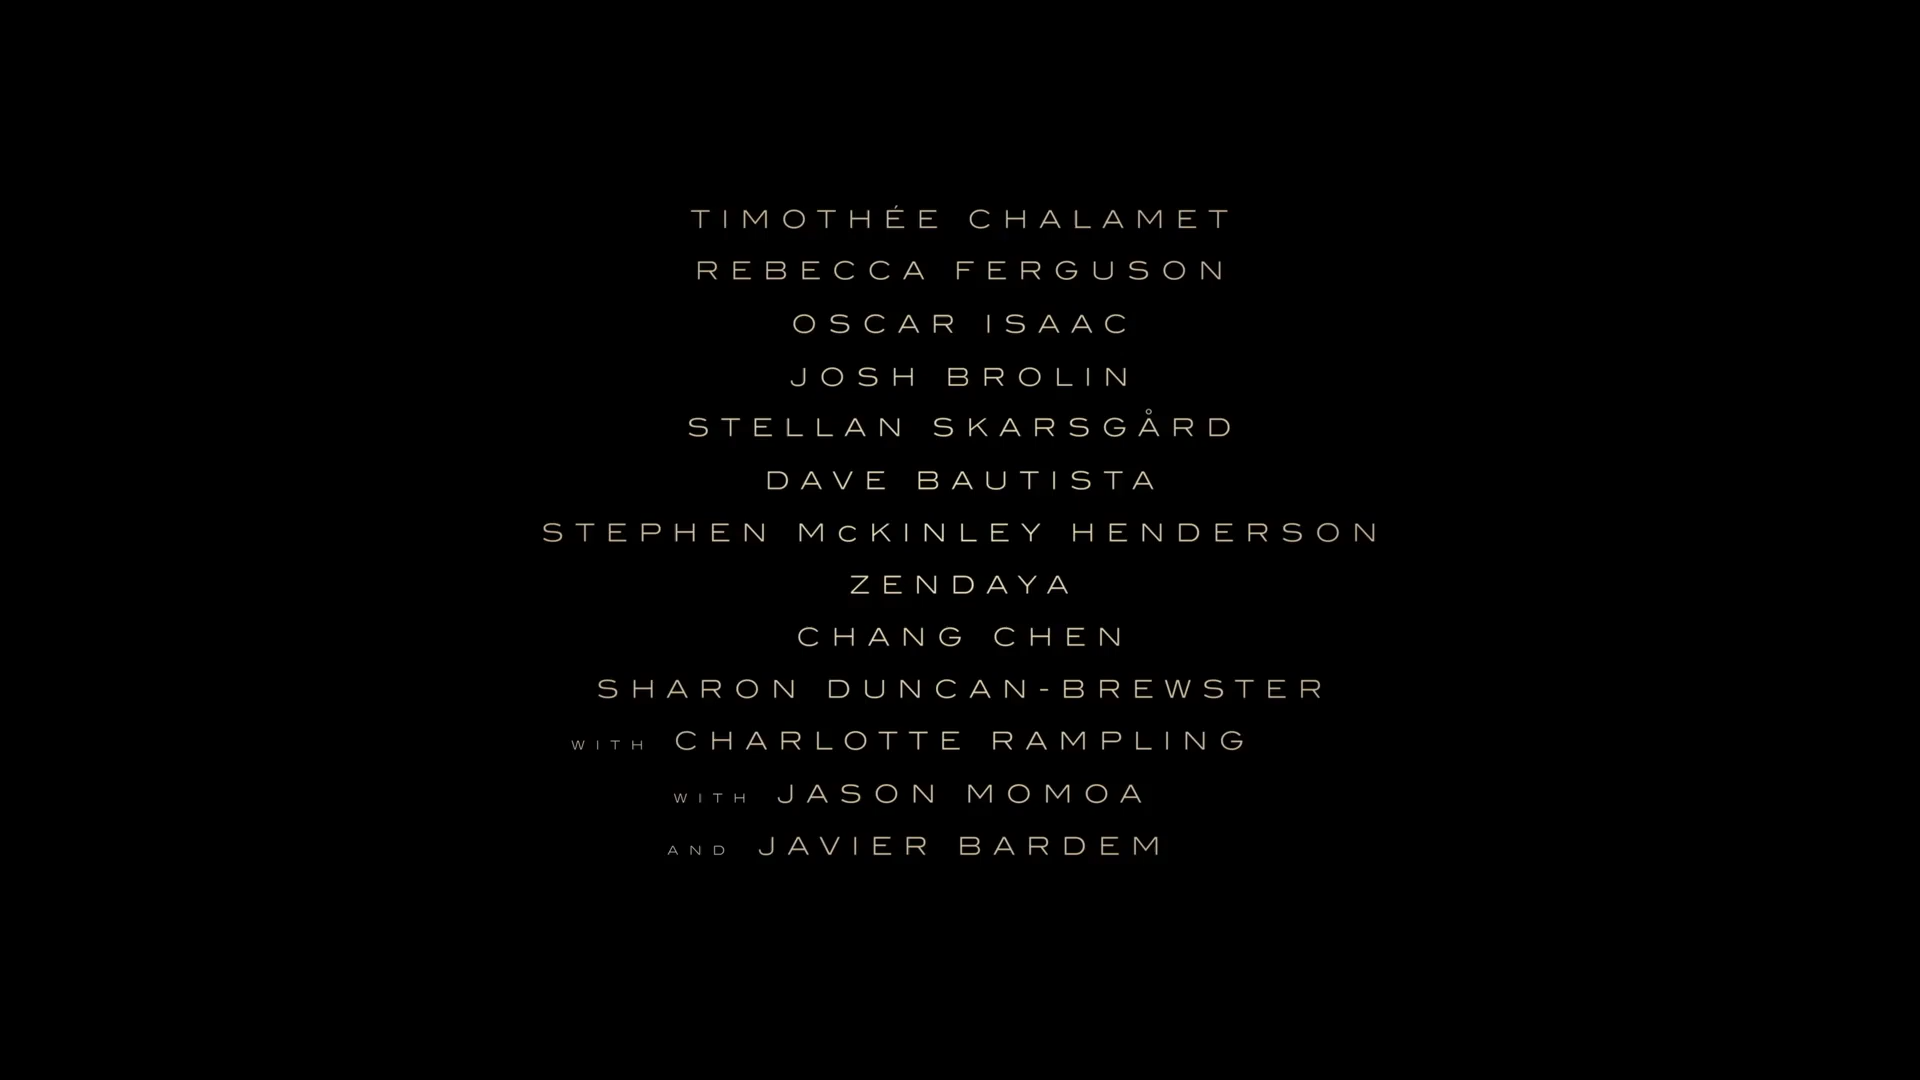 TIMOTHÉE CHALAMET
REBECCA FERGUSON
OSCAR ISAAC
JOSH BROLIN
STELLAN SKARSGÅRD
DAVE BAUTISTA
STEPHEN McKINLEY HENDERSON
ZENDAYA
CHANG CHEN
SHARON DUNCAN-BREWSTER
WITH CHARLOTTE RAMPLING
WITH JASON MOMOA
AND JAVIER BARDEM